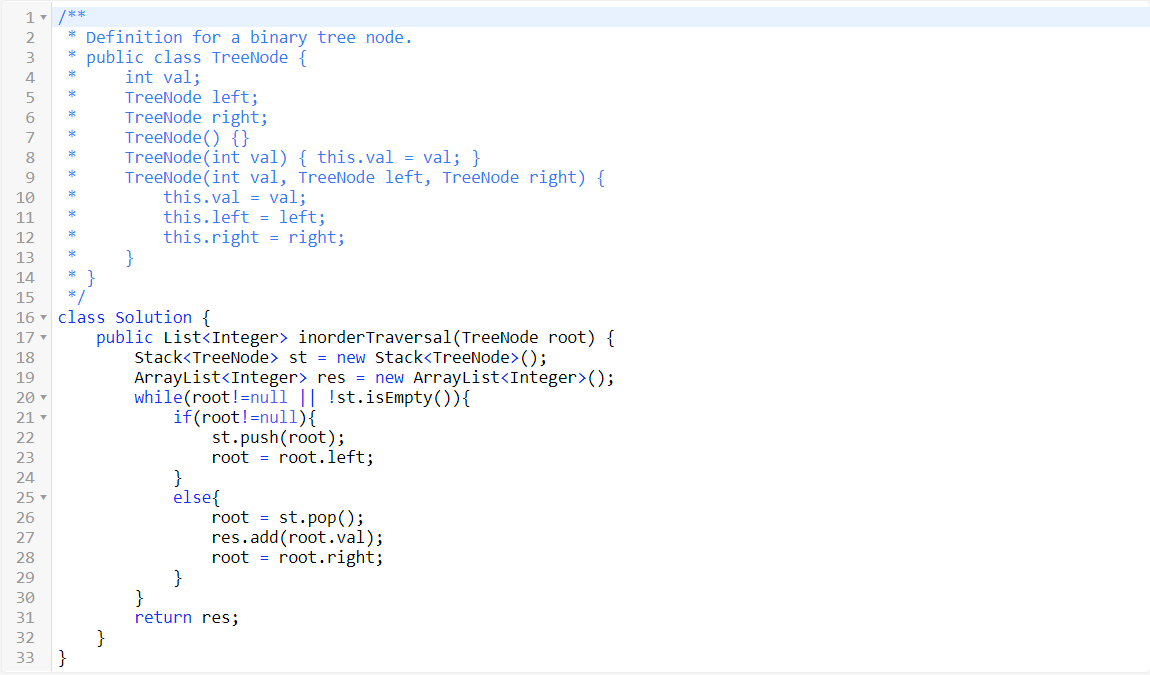 1 /**
2  * Definition for a binary tree node.
3  * public class TreeNode {
4  *     int val;
5  *     TreeNode left;
6  *     TreeNode right;
7  *     TreeNode() {}
8  *     TreeNode(int val) { this.val = val; }
9  *     TreeNode(int val, TreeNode left, TreeNode right) {
10  *         this.val = val;
11  *         this.left = left;
12  *         this.right = right;
13  *     }
14  * }
15  */
16 class Solution {
17     public List<Integer> inorderTraversal(TreeNode root) {
18         Stack<TreeNode> st = new Stack<TreeNode>();
19         ArrayList<Integer> res = new ArrayList<Integer>();
20         while(root!=null || !st.isEmpty()){
21             if(root!=null){
22                 st.push(root);
23                 root = root.left;
24             }
25             else{
26                 root = st.pop();
27                 res.add(root.val);
28                 root = root.right;
29             }
30         }
31         return res;
32     }
33 }